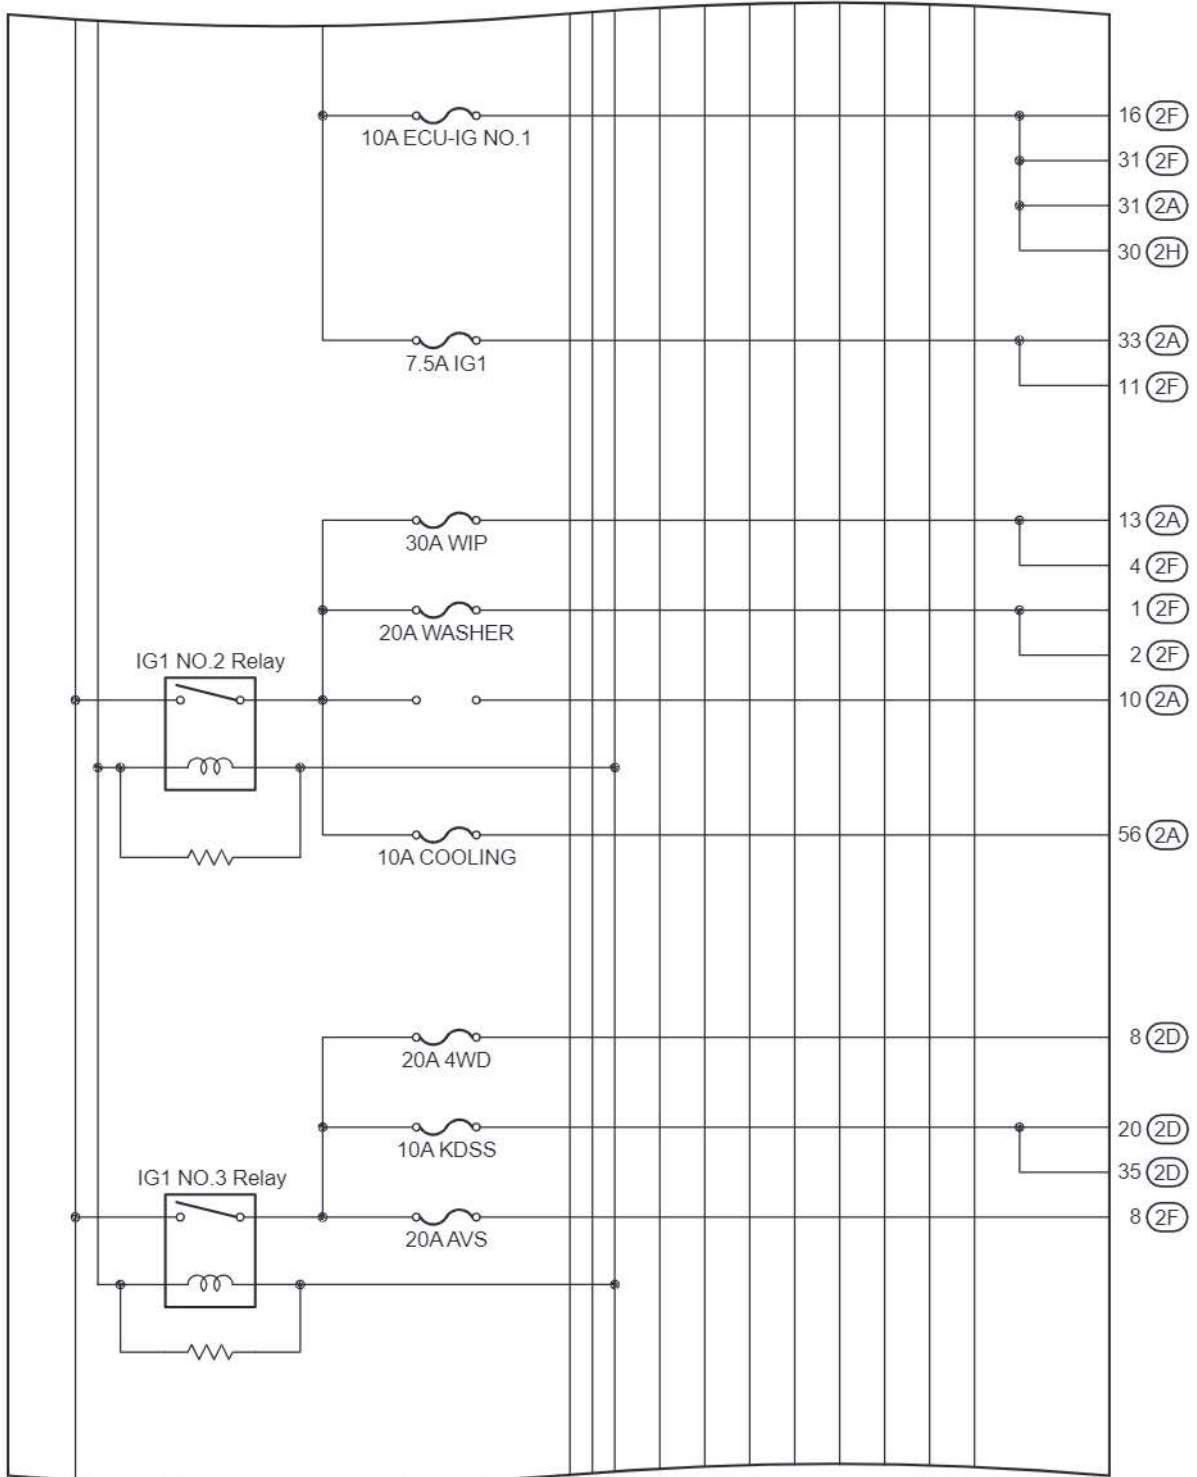 10A ECU-IG NO.1
16 2F
31 2F
31 2A
30 2H
7.5A IG1
33 2A
11 2F
30A WIP
13 2A
4 2F
20A WASHER
1 2F
2 2F
IG1 NO.2 Relay
10 2A
10A COOLING
56 2A
20A 4WD
8 2D
10A KDSS
20 2D
35 2D
IG1 NO.3 Relay
20A AVS
8 2F